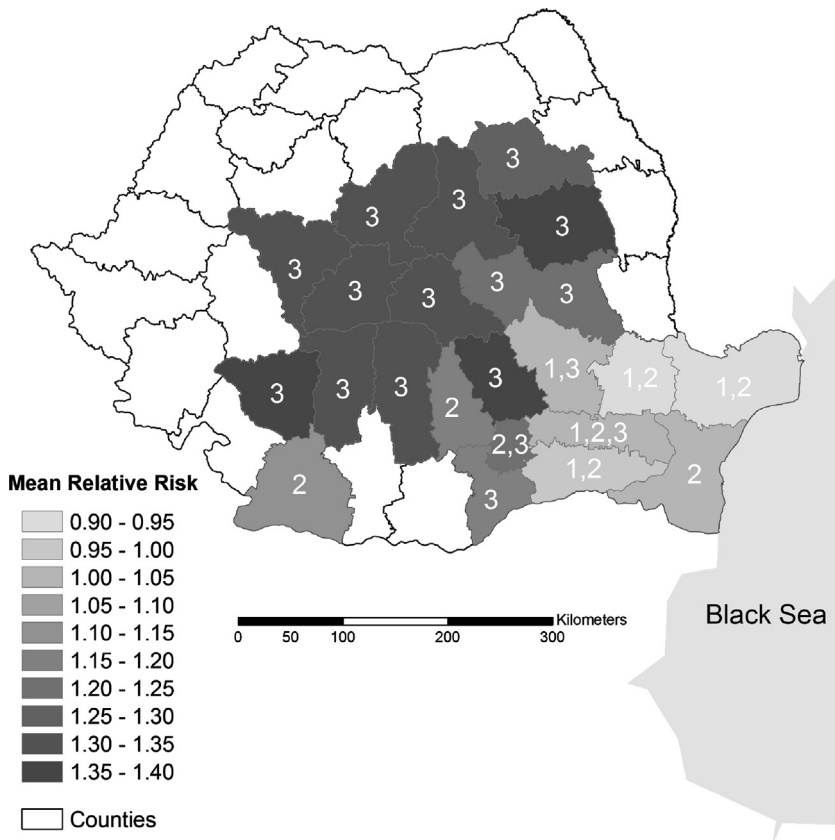 3
3
3
3
3
3
3
3
3
3
1,3
1,2
1,2
3
3
3
3
2
1,2,3
2,3
1,2
2
2
3
Mean Relative Risk
0.90 - 0.95
0.95 - 1.00
1.00 - 1.05
1.05 - 1.10
1.10 - 1.15
1.15 - 1.20
1.20 - 1.25
1.25 - 1.30
1.30 - 1.35
1.35 - 1.40
Counties
Kilometers
0 50 100 200 300
Black Sea